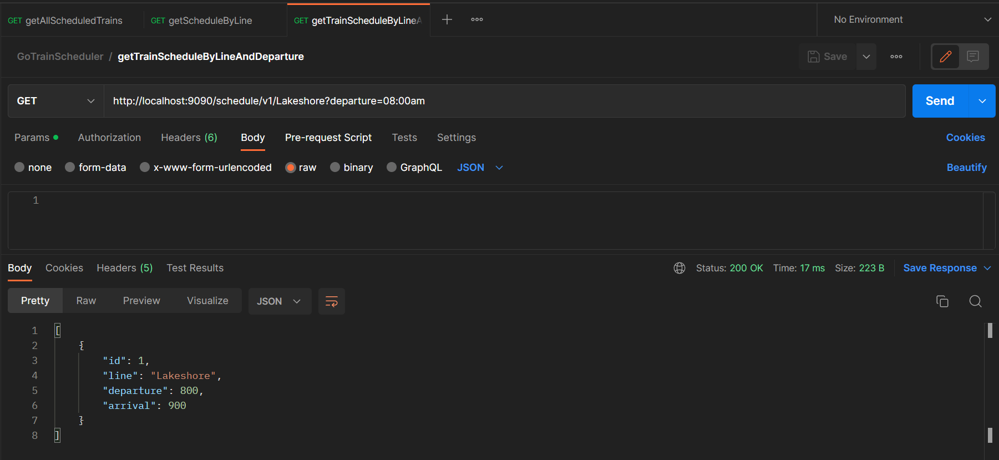 GET getAllScheduledTrains GET getScheduleByLine GET getTrainScheduleByLineA No Environment
GoTrainScheduler / getTrainScheduleByLineAndDeparture Save
GET http://localhost:9090/schedule/v1/Lakeshore?departure=08:00am Send
Params Authorization Headers (6) Body Pre-request Script Tests Settings Cookies
none form-data x-www-form-urlencoded raw binary GraphQL JSON Beautify
1
Body Cookies Headers (5) Test Results Status: 200 OK Time: 17 ms Size: 223 B Save Response
Pretty Raw Preview Visualize JSON
1 [
2 {
3 "id": 1,
4 "line": "Lakeshore",
5 "departure": 800,
6 "arrival": 900
7 }
8 ]